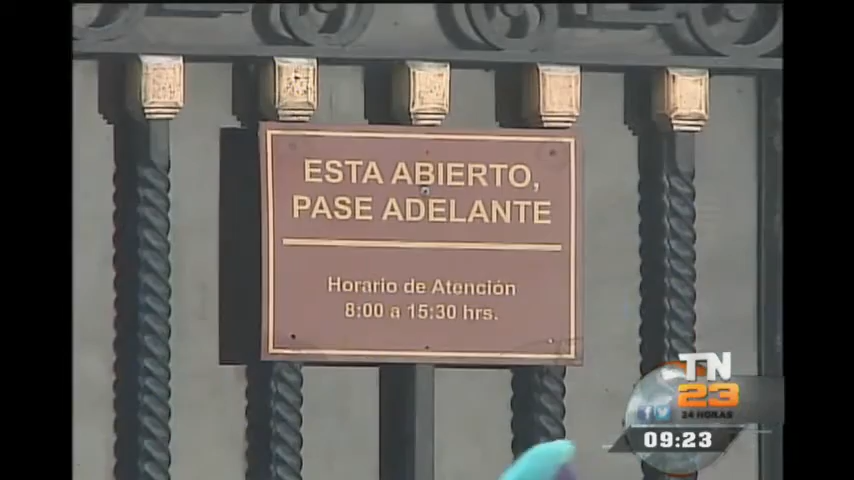 ESTA ABIERTO,
PASE ADELANTE
Horario de Atención
8:00 a 15:30 hrs.
TN
23
24 HORAS
09:23